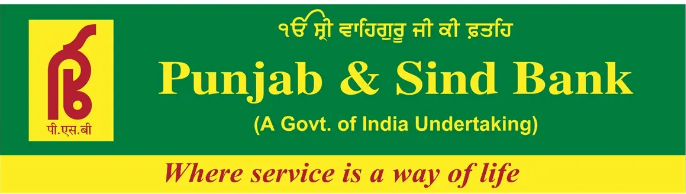 ੴ ਸ੍ਰੀ ਵਾਹਿਗੁਰੂ ਜੀ ਕੀ ਫ਼ਤਹਿ
Punjab & Sind Bank
(A Govt. of India Undertaking)
पी.एस.बी
Where service is a way of life